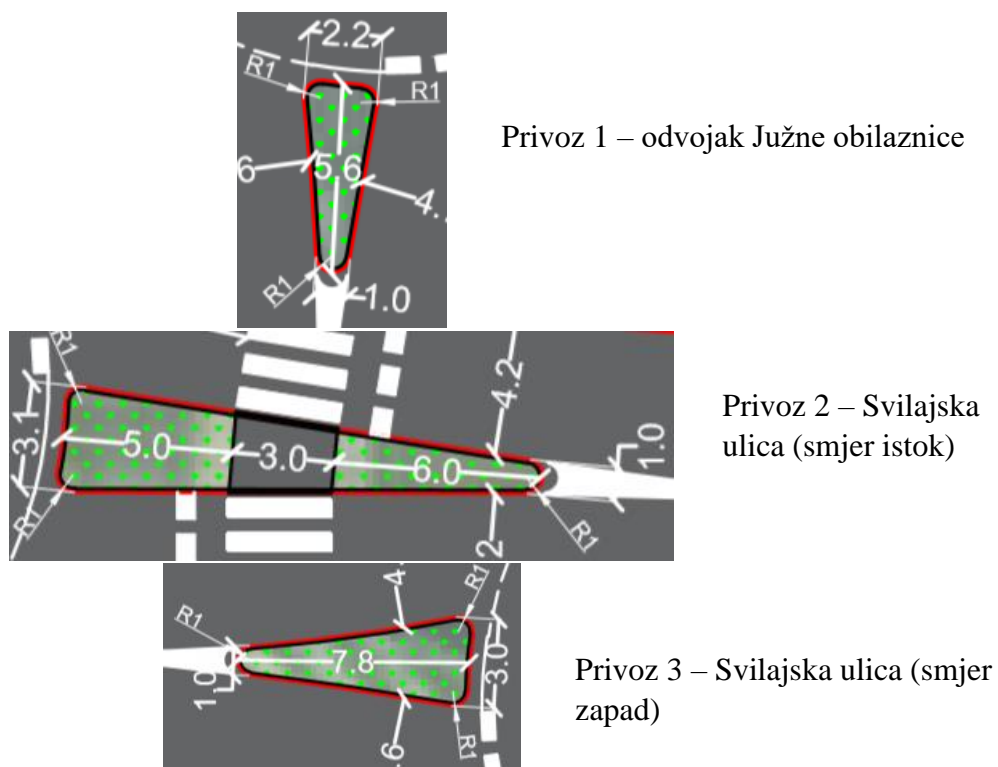 2.2
R1
R1
Privoz 1 – odvojak Južne obilaznice
6
5.6
4.
R1
1.0
R1
4.2
3.1
5.0
3.0
6.0
1.0
Privoz 2 – Svilajska
ulica (smjer istok)
R1
2
R1
4
R1
R1
7.8
3.0
1.0
Privoz 3 – Svilajska ulica (smjer
zapad)
.6
R1